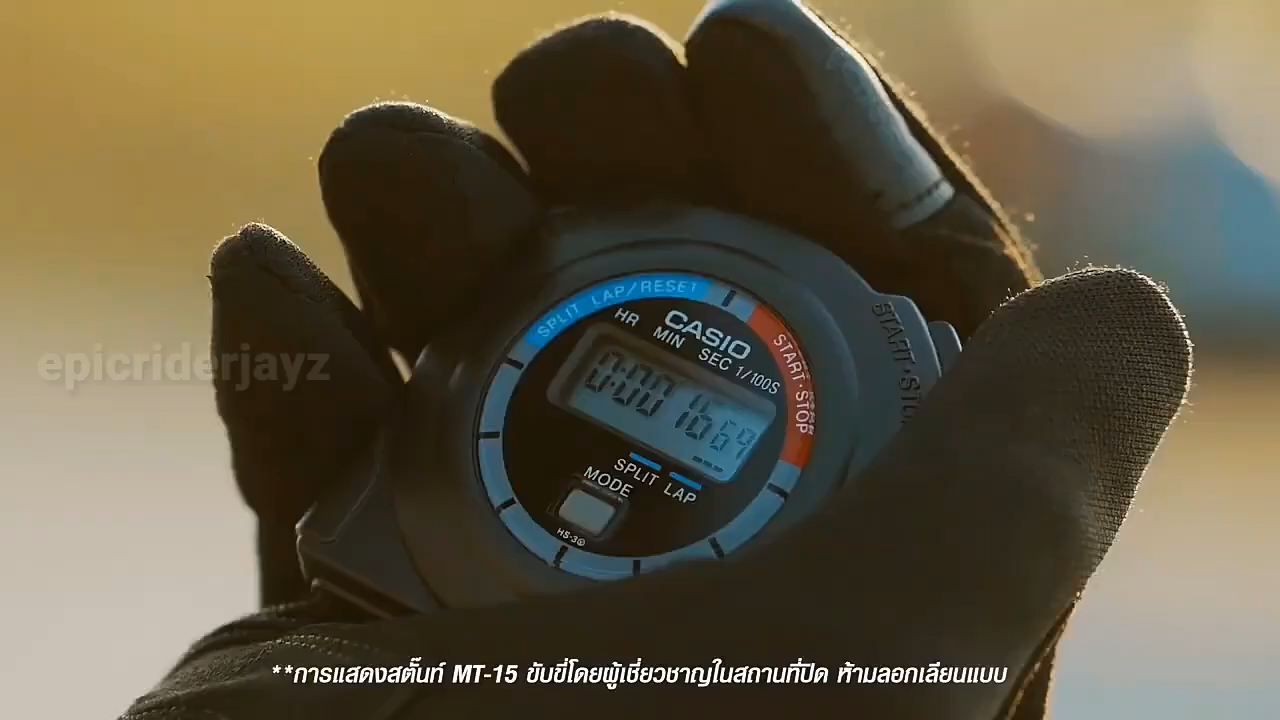 SPLIT LAP/RESET
START·STOP
CASIO
HR MIN SEC 1/100S
0:00 16 69
SPLIT LAP
MODE
HS-3
epicriderjayz
**การแสดงสตั๊นท์ MT-15 ขับขี่โดยผู้เชี่ยวชาญในสถานที่ปิด ห้ามลอกเลียนแบบ